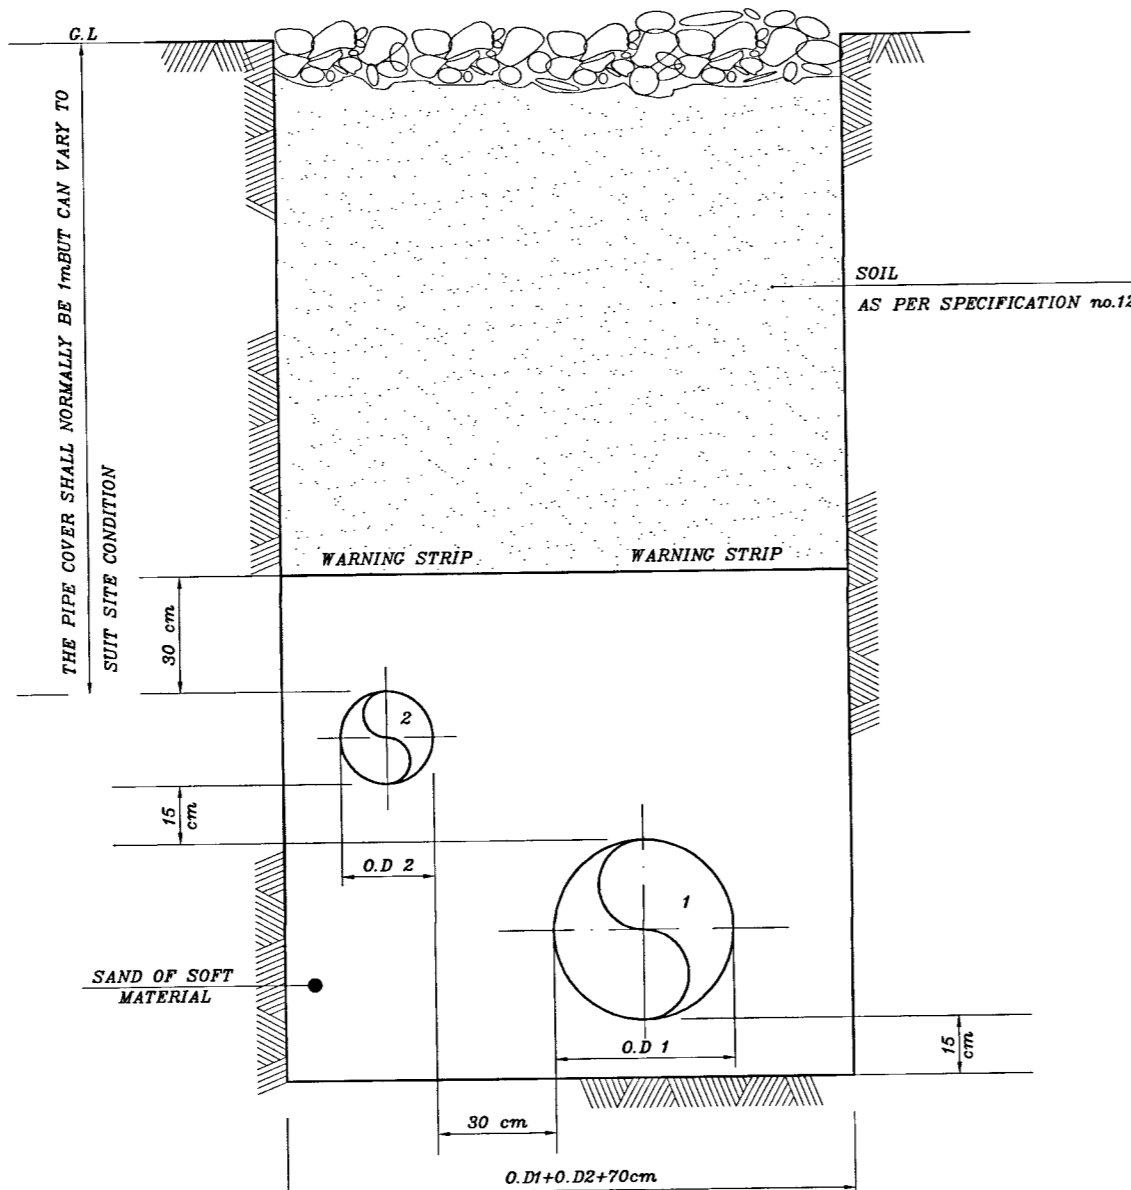 G.L
THE PIPE COVER SHALL NORMALLY BE 1mBUT CAN VARY TO
SUIT SITE CONDITION
SOIL
AS PER SPECIFICATION no.12
WARNING STRIP
WARNING STRIP
30 cm
2
15
cm
O.D 2
1
SAND OF SOFT
MATERIAL
O.D 1
15
cm
30 cm
O.D1+O.D2+70cm